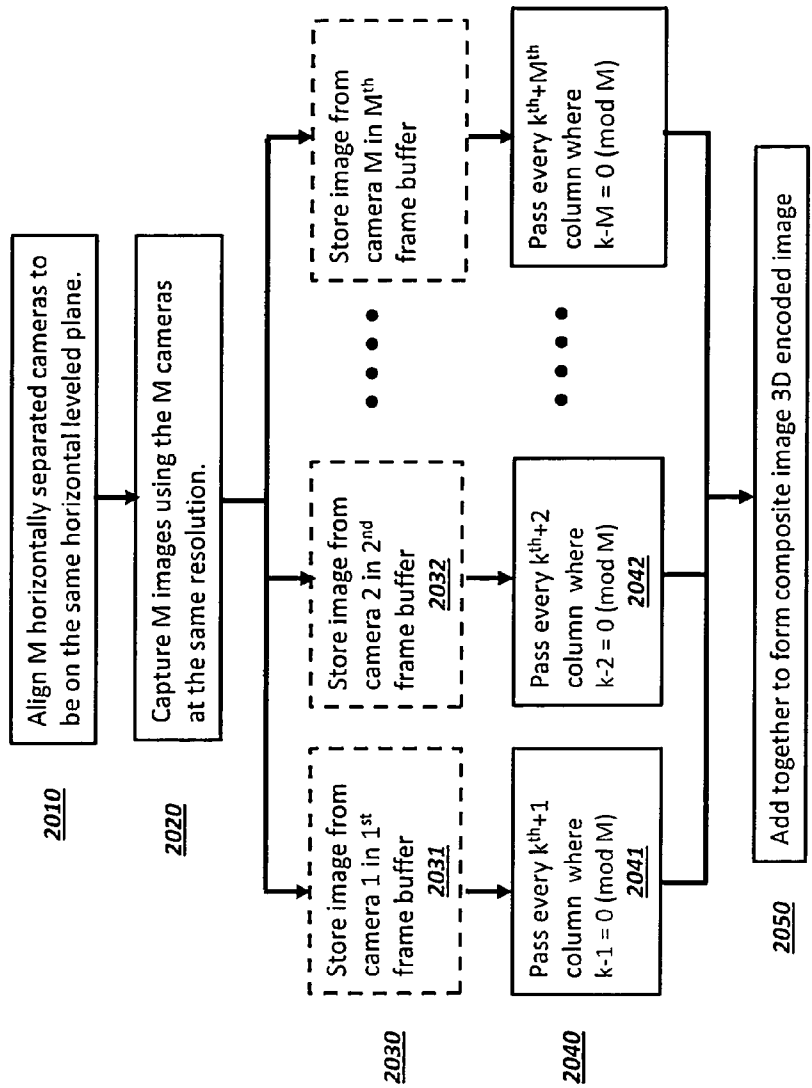 2010
Align M horizontally separated cameras to
be on the same horizontal leveled plane.
2020
Capture M images using the M cameras
at the same resolution.
2030
Store image from
camera 1 in 1st
frame buffer
2031
Store image from
camera 2 in 2nd
frame buffer
2032
Store image from
camera M in Mth
frame buffer
2040
Pass every kth+1
column where
k-1 = 0 (mod M)
2041
Pass every kth+2
column where
k-2 = 0 (mod M)
2042
Pass every kth+Mth
column where
k-M = 0 (mod M)
2050
Add together to form composite image 3D encoded image